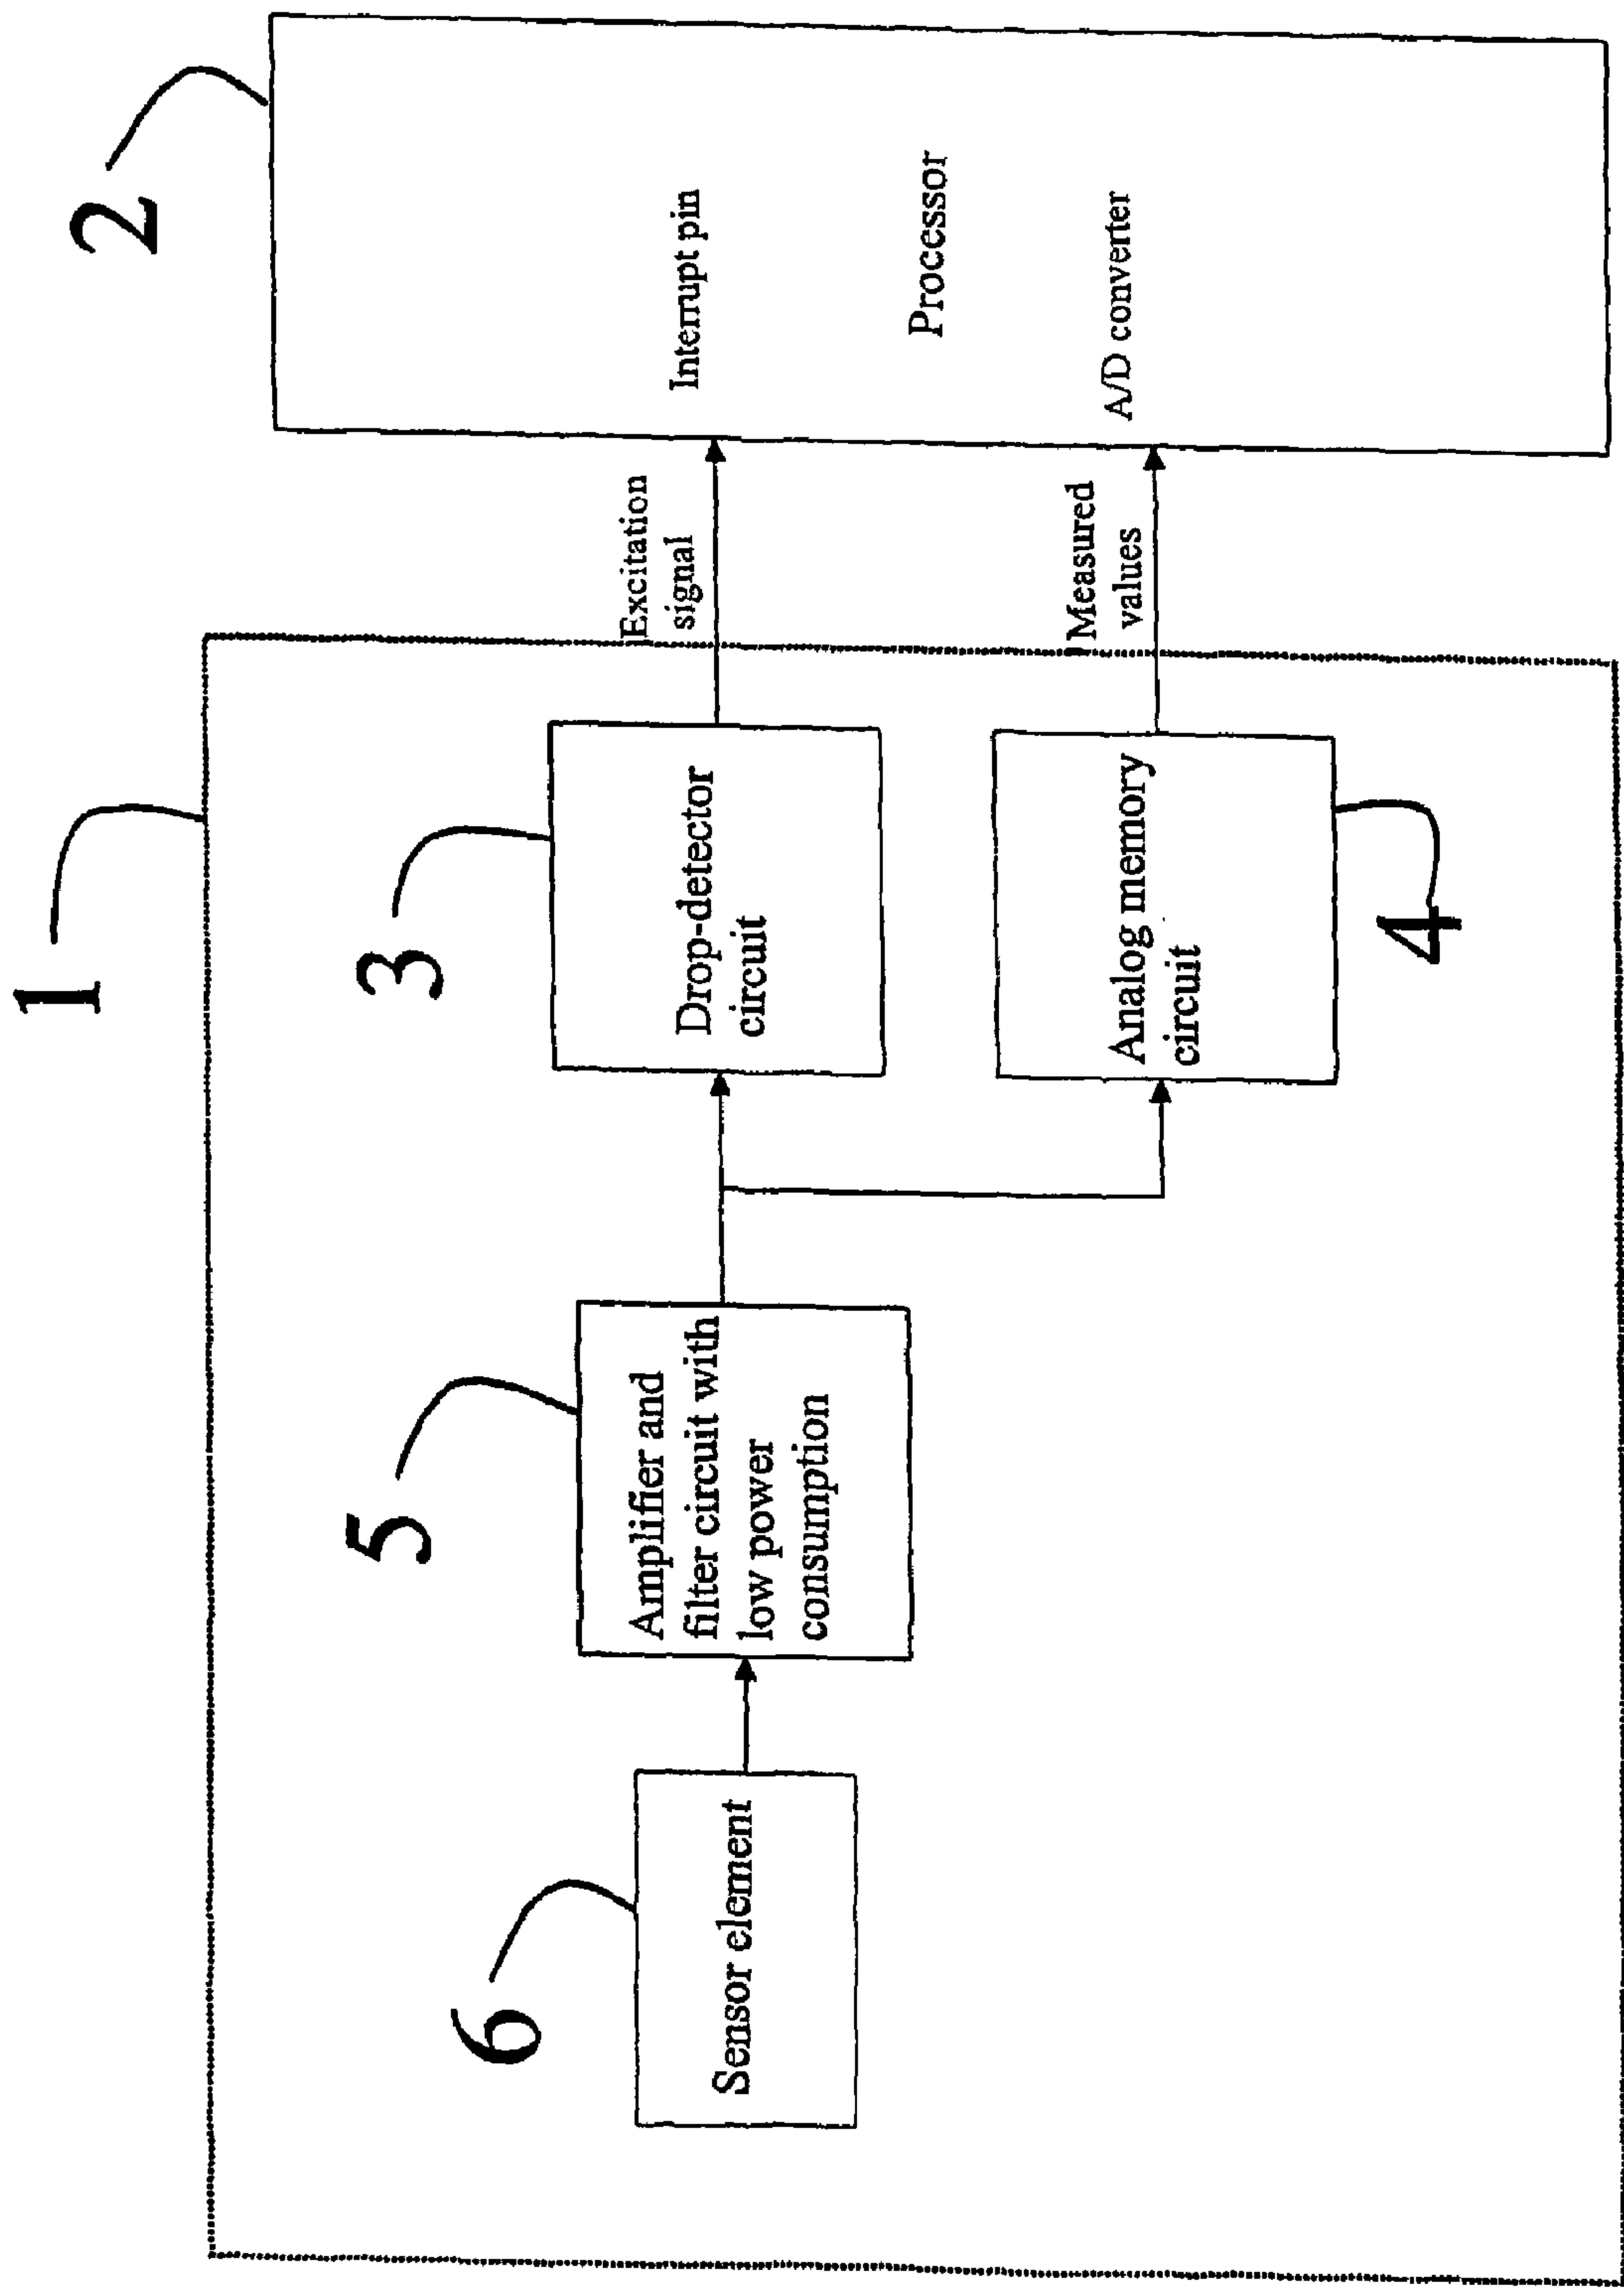 1
2
6
Sensor element
5
Amplifier and
filter circuit with
low power
consumption
3
Drop-detector
circuit
4
Analog memory
circuit
Excitation
signal
Measured
values
Interrupt pin
Processor
A/D converter